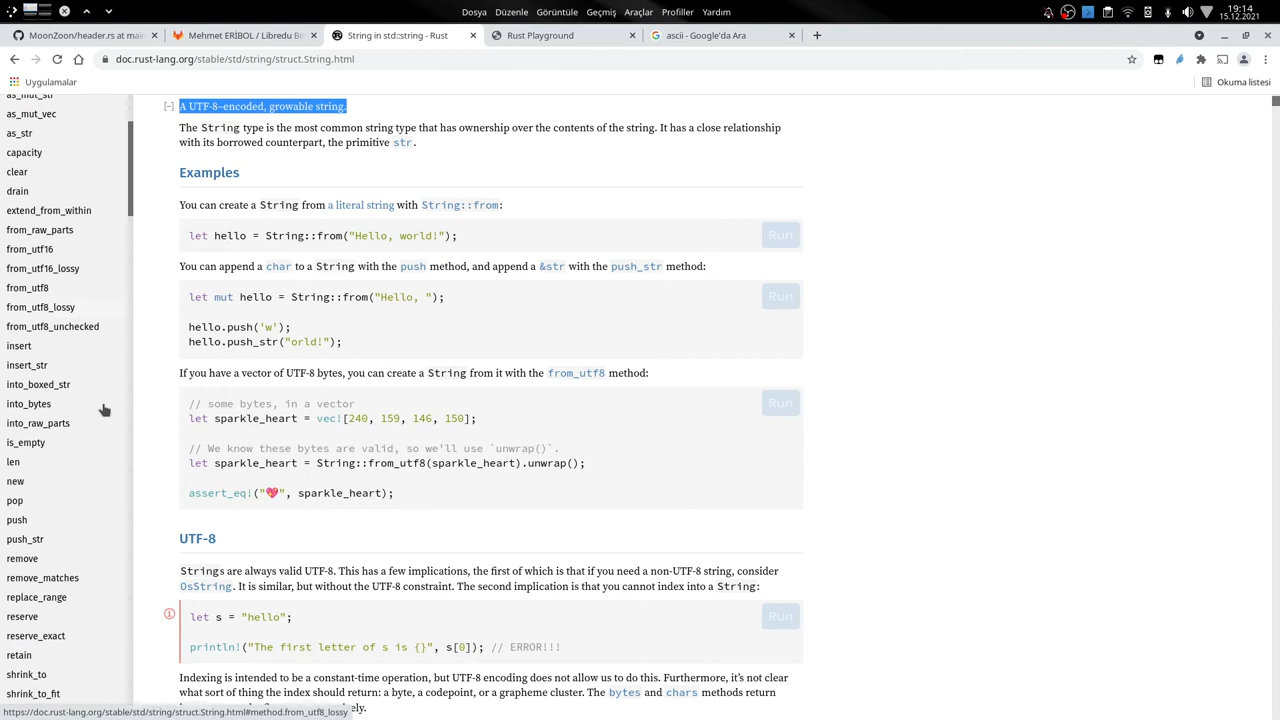 Dosya Düzenle Görüntüle Geçmiş Araçlar Profiller Yardım
19:14
15.12.2021
MoonZoon/header.rs at mai
Mehmet ERİBOL / Libredu Be
String in std::string - Rust
Rust Playground
ascii - Google'da Ara
doc.rust-lang.org/stable/std/string/struct.String.html
Uygulamalar
Okuma listesi
as_mut_str
as_mut_vec
as_str
capacity
clear
drain
extend_from_within
from_raw_parts
from_utf16
from_utf16_lossy
from_utf8
from_utf8_lossy
from_utf8_unchecked
insert
insert_str
into_boxed_str
into_bytes
into_raw_parts
is_empty
len
new
pop
push
push_str
remove
remove_matches
replace_range
reserve
reserve_exact
retain
shrink_to
shrink_to_fit
https://doc.rust-lang.org/stable/std/string/struct.String.html#method.from_utf8_lossy
[−] A UTF-8–encoded, growable string.
The String type is the most common string type that has ownership over the contents of the string. It has a close relationship
with its borrowed counterpart, the primitive str.
Examples
You can create a String from a literal string with String::from:
let hello = String::from("Hello, world!");
Run
You can append a char to a String with the push method, and append a &str with the push_str method:
let mut hello = String::from("Hello, ");
Run
hello.push('w');
hello.push_str("orld!");
If you have a vector of UTF-8 bytes, you can create a String from it with the from_utf8 method:
// some bytes, in a vector
Run
let sparkle_heart = vec![240, 159, 146, 150];
// We know these bytes are valid, so we'll use `unwrap()`.
let sparkle_heart = String::from_utf8(sparkle_heart).unwrap();
assert_eq!("💖", sparkle_heart);
UTF-8
Strings are always valid UTF-8. This has a few implications, the first of which is that if you need a non-UTF-8 string, consider
OsString. It is similar, but without the UTF-8 constraint. The second implication is that you cannot index into a String:
let s = "hello";
Run
println!("The first letter of s is {}", s[0]); // ERROR!!!
Indexing is intended to be a constant-time operation, but UTF-8 encoding does not allow us to do this. Furthermore, it's not clear
what sort of thing the index should return: a byte, a codepoint, or a grapheme cluster. The bytes and chars methods return